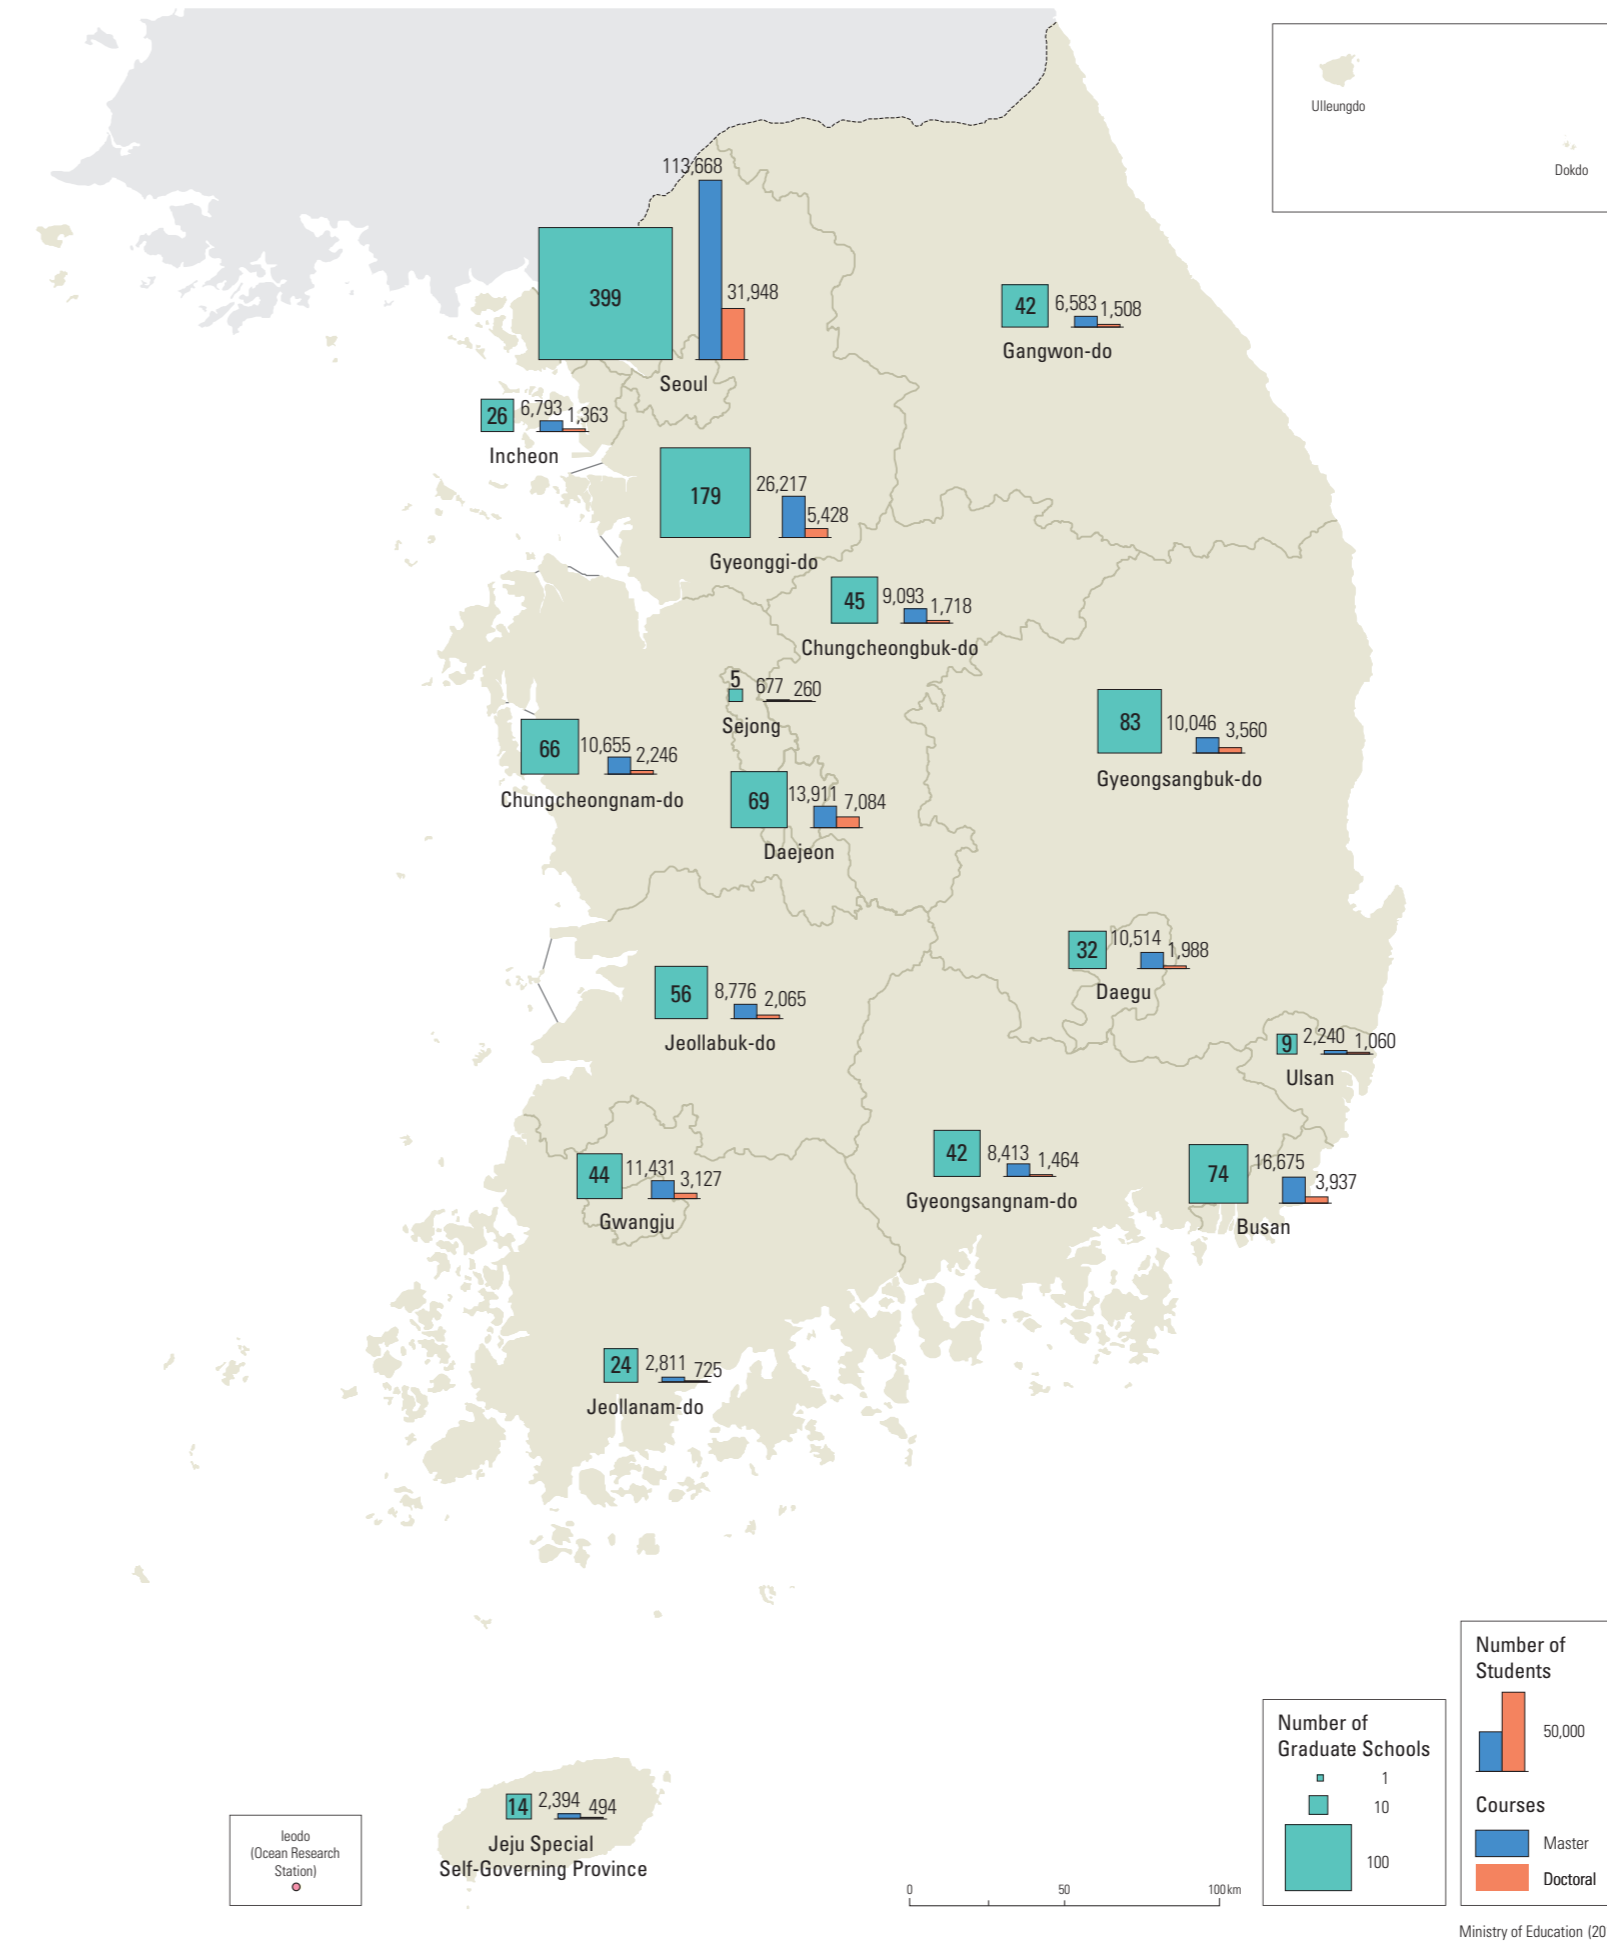 Ulleungdo
Dokdo
113,668
399
31,948
Seoul
42
6,583
1,508
Gangwon-do
26
6,793
1,363
Incheon
179
26,217
5,428
Gyeonggi-do
45
9,093
1,718
Chungcheongbuk-do
5
677
260
Sejong
66
10,655
2,246
Chungcheongnam-do
83
10,046
3,560
Gyeongsangbuk-do
69
13,911
7,084
Daejeon
32
10,514
1,988
Daegu
56
8,776
2,065
Jeollabuk-do
9
2,240
1,060
Ulsan
44
11,431
3,127
Gwangju
42
8,413
1,464
Gyeongsangnam-do
74
16,675
3,937
Busan
24
2,811
725
Jeollanam-do
14
2,394
494
Jeju Special
Self-Governing Province
Ieodo
(Ocean Research
Station)
0
50
100km
Number of
Graduate Schools
1
10
100
Number of
Students
50,000
Courses
Master
Doctoral
Ministry of Education (20